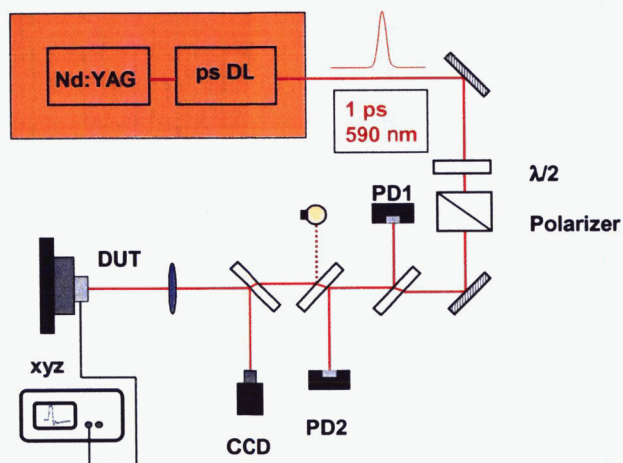 Nd:YAG
ps DL
1 ps
590 nm
λ/2
PD1
Polarizer
DUT
xyz
CCD
PD2